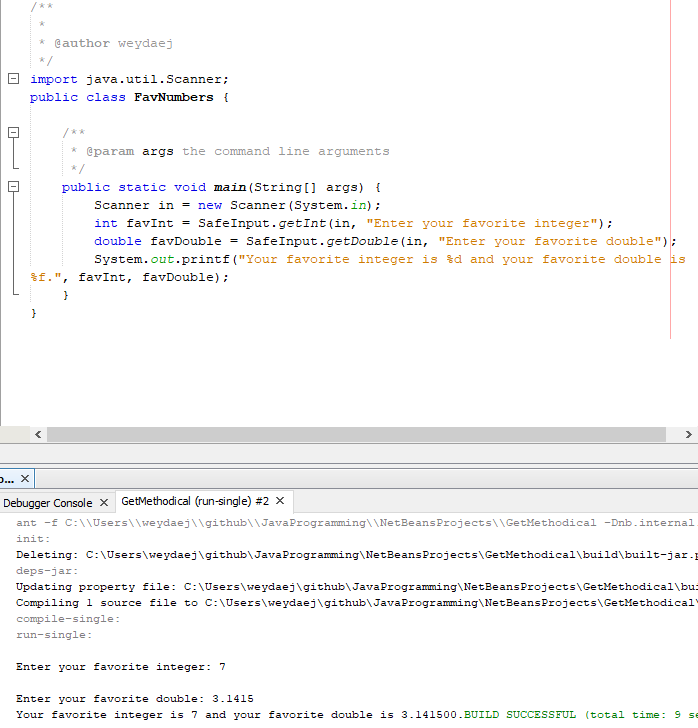 /**
 *
 * @author weydaej
 */
import java.util.Scanner;
public class FavNumbers {
/**
 * @param args the command line arguments
 */
public static void main(String[] args) {
Scanner in = new Scanner(System.in);
int favInt = SafeInput.getInt(in, "Enter your favorite integer");
double favDouble = SafeInput.getDouble(in, "Enter your favorite double");
System.out.printf("Your favorite integer is %d and your favorite double is
%f.", favInt, favDouble);
}
}
Debugger Console × GetMethodical (run-single) #2 ×
ant -f C:\\Users\\weydaej\\github\\JavaProgramming\\NetBeansProjects\\GetMethodical -Dnb.internal.
init:
Deleting: C:\Users\weydaej\github\JavaProgramming\NetBeansProjects\GetMethodical\build\built-jar.p
deps-jar:
Updating property file: C:\Users\weydaej\github\JavaProgramming\NetBeansProjects\GetMethodical\bui
Compiling 1 source file to C:\Users\weydaej\github\JavaProgramming\NetBeansProjects\GetMethodical\
compile-single:
run-single:
Enter your favorite integer: 7
Enter your favorite double: 3.1415
Your favorite integer is 7 and your favorite double is 3.141500.BUILD SUCCESSFUL (total time: 9 se